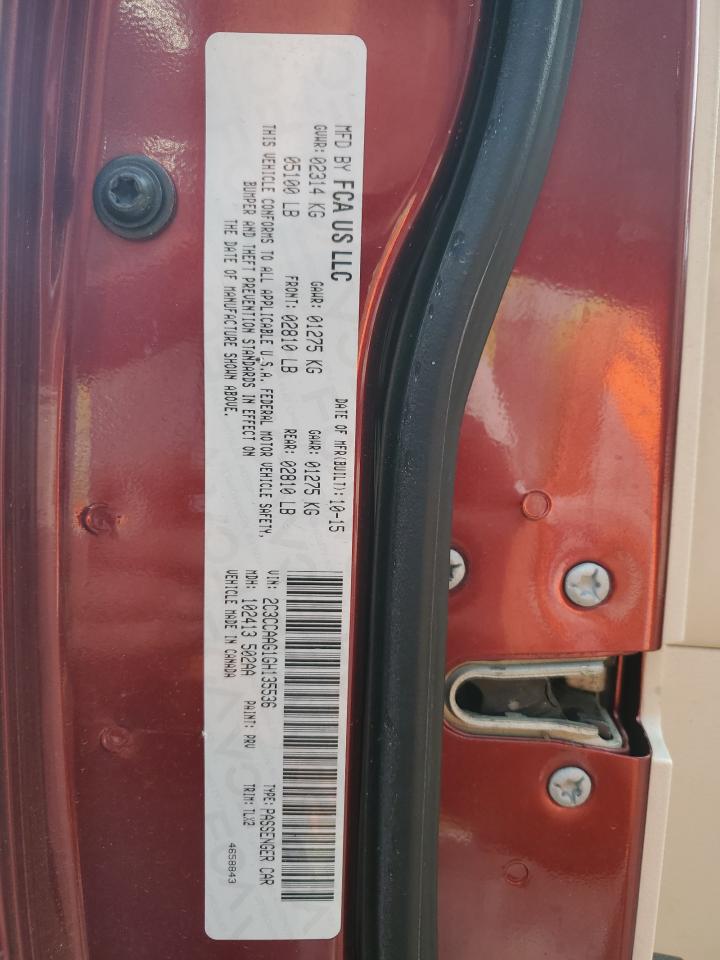 MFD BY FCA US LLC
DATE OF MFR(BUILT): 10-15
GVWR: 02314 KG GAWR: 01275 KG GAWR: 01275 KG
05100 LB FRONT: 02810 LB REAR: 02810 LB
THIS VEHICLE CONFORMS TO ALL APPLICABLE U.S.A. FEDERAL MOTOR VEHICLE SAFETY,
BUMPER AND THEFT PREVENTION STANDARDS IN EFFECT ON
THE DATE OF MANUFACTURE SHOWN ABOVE.
VIN: 2C3CCAAG1GH135536 TYPE: PASSENGER CAR
MDH: 102413 502AA PAINT: PRV TRIM: TLX2
VEHICLE MADE IN CANADA
4658843